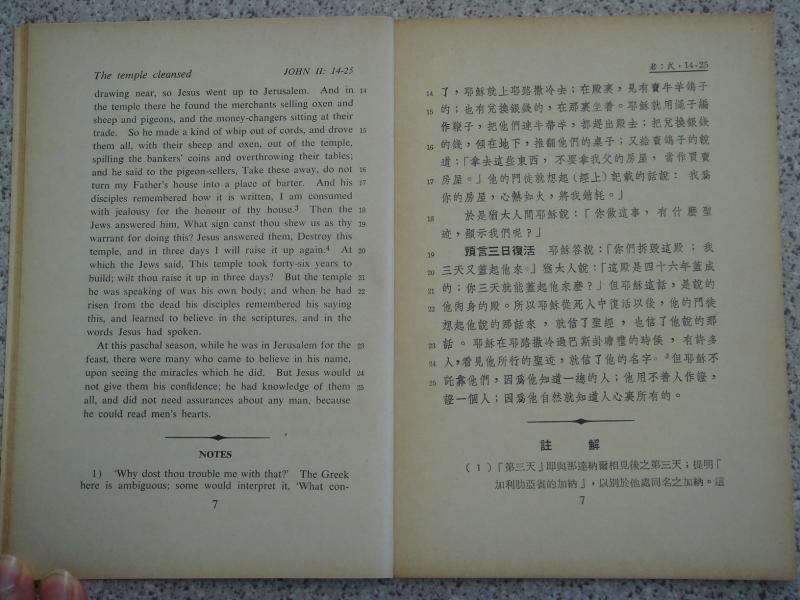 The temple cleansed JOHN II: 14-25
drawing near, so Jesus went up to Jerusalem. And in 14
the temple there he found the merchants selling oxen and
sheep and pigeons, and the money-changers sitting at their
trade. So he made a kind of whip out of cords, and drove 15
them all, with their sheep and oxen, out of the temple,
spilling the bankers' coins and overthrowing their tables;
and he said to the pigeon-sellers, Take these away, do not 16
turn my Father's house into a place of barter. And his 17
disciples remembered how it is written, I am consumed
with jealousy for the honour of thy house.3 Then the 18
Jews answered him, What sign canst thou shew us as thy
warrant for doing this? Jesus answered them, Destroy this 19
temple, and in three days I will raise it up again.4 At 20
which the Jews said, This temple took forty-six years to
build; wilt thou raise it up in three days? But the temple 21
he was speaking of was his own body; and when he had 22
risen from the dead his disciples remembered his saying
this, and learned to believe in the scriptures, and in the
words Jesus had spoken.
At this paschal season, while he was in Jerusalem for the 23
feast, there were many who came to believe in his name,
upon seeing the miracles which he did. But Jesus would 24
not give them his confidence; he had knowledge of them 25
all, and did not need assurances about any man, because
he could read men's hearts.
NOTES
1) 'Why dost thou trouble me with that?' The Greek
here is ambiguous; some would interpret it, 'What con-
7
若：弍，14-25
14 了，耶穌就上耶路撒冷去；在殿裏，見有賣牛羊鴿子
15 的；也有兌換銀錢的，在那裏坐着。耶穌就用繩子編
作鞭子，把他們連牛帶羊，都趕出殿去；把兌換銀錢
16 的錢，傾在地下，推翻他們的桌子；又給賣鴿子的說
道：「拿去這些東西，不要拿我父的房屋，當作買賣
17 房屋。」他的門徒就想起(經上)記載的話說：我爲
你的房屋，心熱如火，將我銷耗。」
18 於是猶太人問耶穌說：「你做這事，有什麼聖
迹，顯示我們呢？」
19 預言三日復活 耶穌答說：「你們拆毀這殿；我
20 三天又蓋起他來。」猶太人說：「這殿是四十六年蓋成
21 的；你三天就能蓋起他來麽？」但耶穌這話，是說的
22 他肉身的殿。所以耶穌從死人中復活以後，他的門徒
想起他說的那話來，就信了聖經，也信了他說的那
23 話。耶穌在耶路撒冷過巴斯卦瞻禮的時候，有許多
24 人，看見他所行的聖迹，就信了他的名字。3但耶穌不
25 託靠他們，因爲他知道一總的人；他用不着人作證，
證一個人；因爲他自然就知道人心裏所有的。
註 解
(1)「第三天」即與那達納爾相見後之第三天；提明「
加利肋亞省的加納」，以別於他處同名之加納。這
7